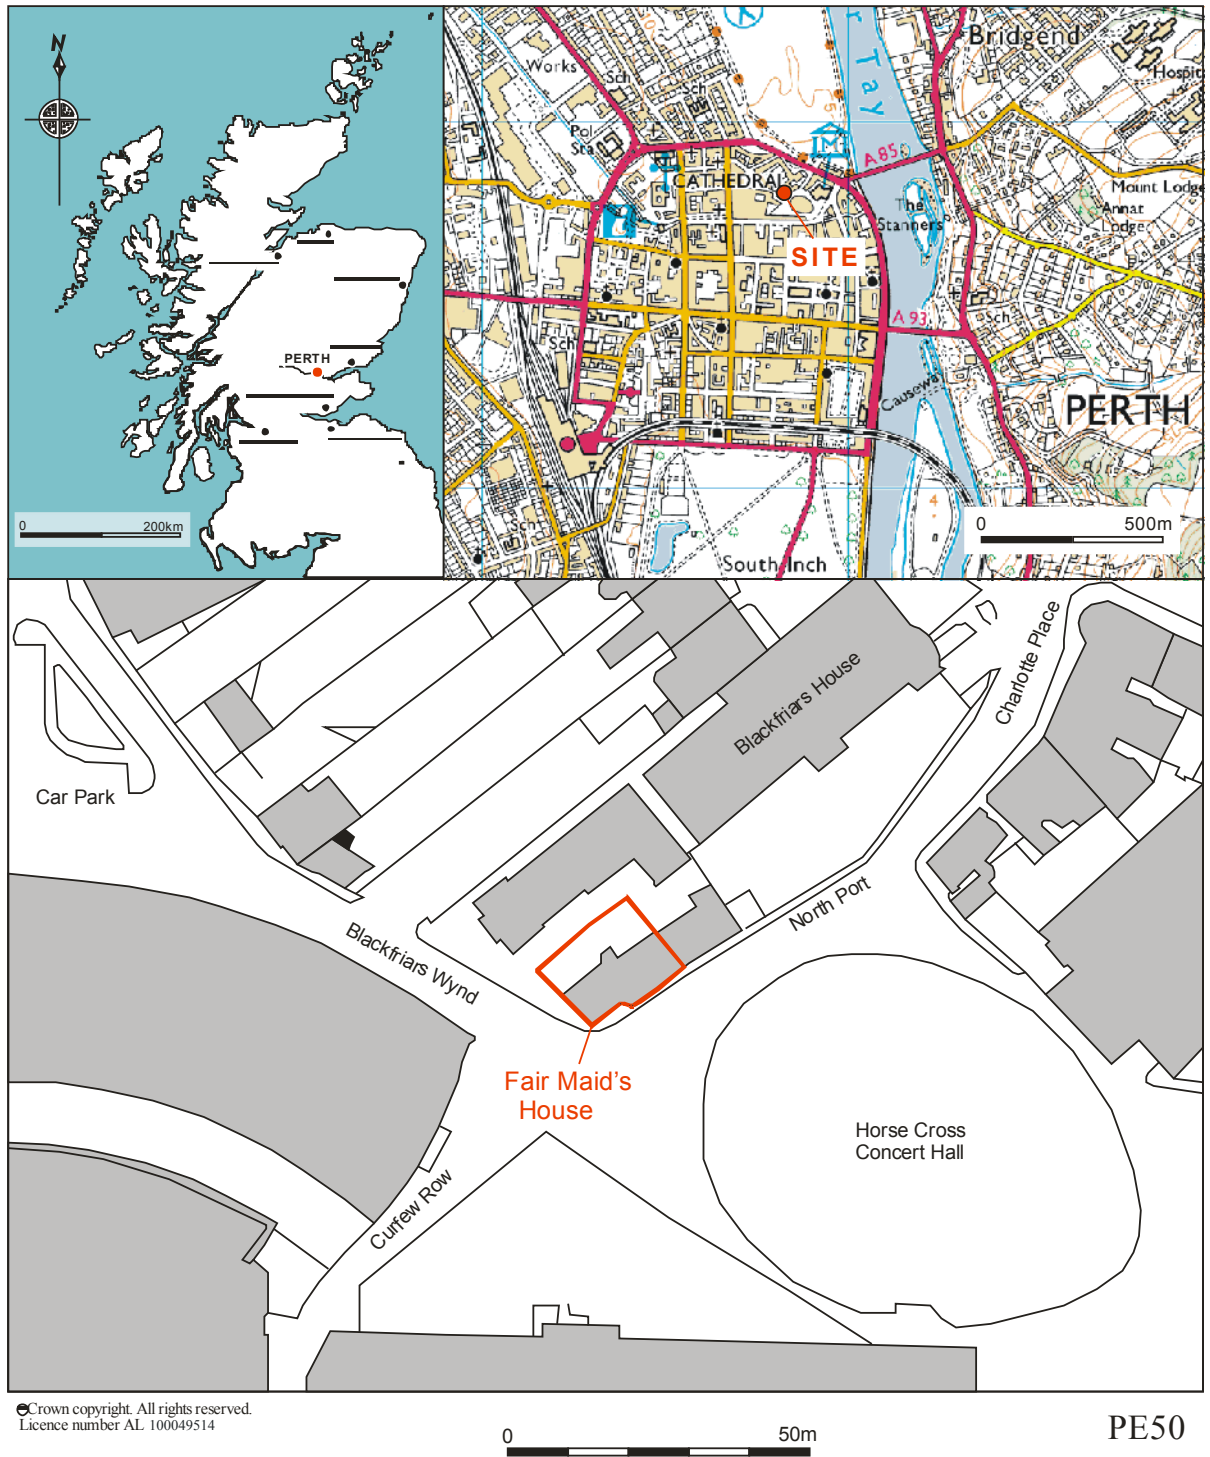 N
PERTH
0 200km
Works
Sch
Sch
Pol
Sta
CATHEDRAL
SITE
r Tay
A 85
Bridgend
Hospit
Mount Lodge
Annat
Lodge
The
Stanners
A 93
Sch
Sch
Causeway
PERTH
Sch
South Inch
0 500m
Car Park
Blackfriars House
Charlotte Place
North Port
Blackfriars Wynd
Fair Maid's
House
Horse Cross
Concert Hall
Curfew Row
Crown copyright. All rights reserved.
Licence number AL 100049514
0 50m
PE50